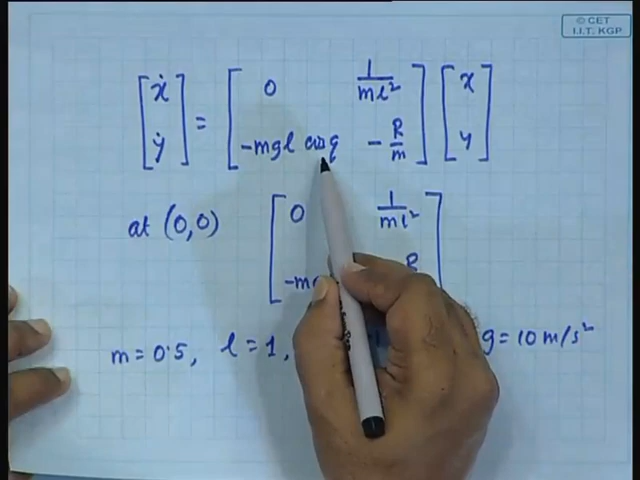 © CET
I.I.T. KGP
[ẋ ẏ] = [0 1/ml² -mgl cos q -R/m] [x y]
at (0,0) [0 1/ml² -m R
m = 0.5, l = 1, g = 10 m/s²